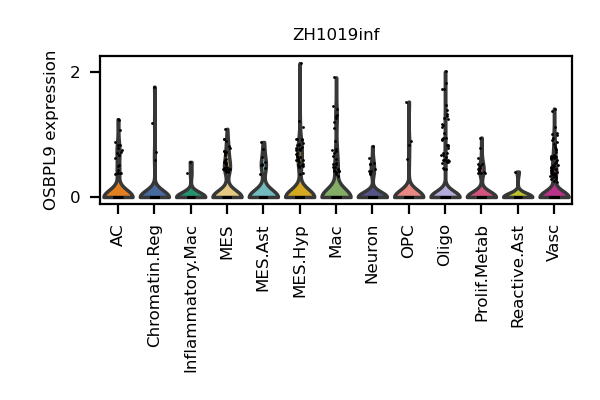 ZH1019inf
OSBPL9 expression
2
0
AC
Chromatin.Reg
Inflammatory.Mac
MES
MES.Ast
MES.Hyp
Mac
Neuron
OPC
Oligo
Prolif.Metab
Reactive.Ast
Vasc